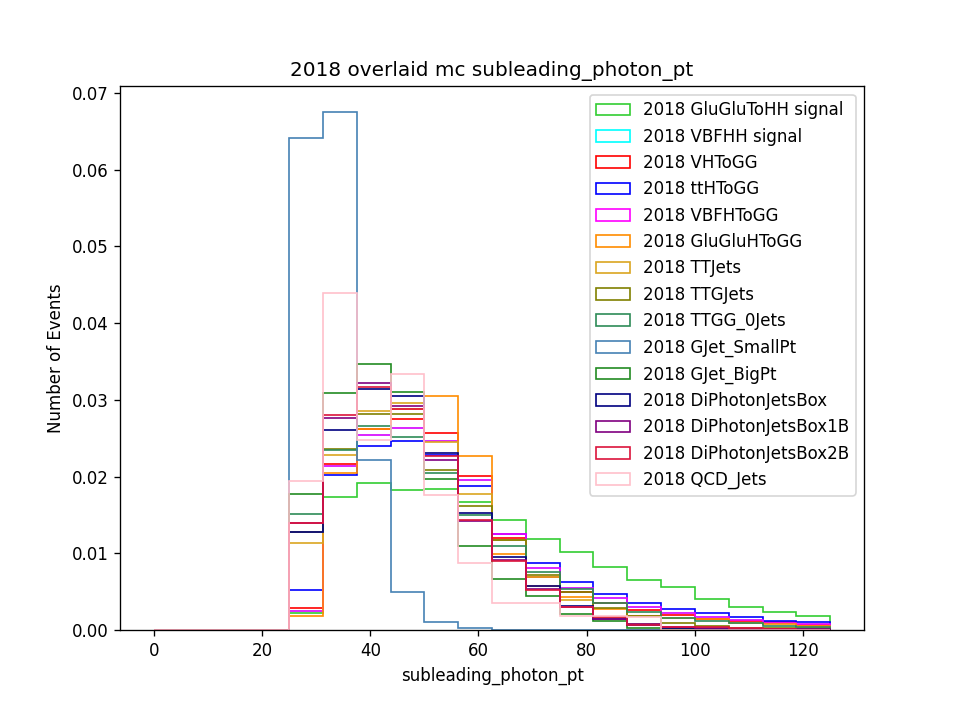 2018 overlaid mc subleading_photon_pt
0.07
0.06
0.05
0.04
0.03
0.02
0.01
0.00
Number of Events
2018 GluGluToHH signal
2018 VBFHH signal
2018 VHToGG
2018 ttHToGG
2018 VBFHToGG
2018 GluGluHToGG
2018 TTJets
2018 TTGJets
2018 TTGG_0Jets
2018 GJet_SmallPt
2018 GJet_BigPt
2018 DiPhotonJetsBox
2018 DiPhotonJetsBox1B
2018 DiPhotonJetsBox2B
2018 QCD_Jets
0 20 40 60 80 100 120
subleading_photon_pt